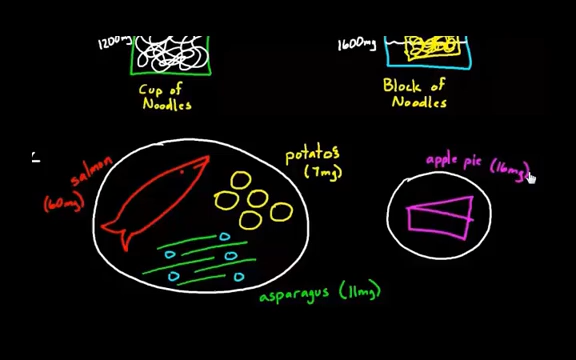 1200mg
1600mg
Cup of
Noodles
Block of
Noodles
salmon
(60mg)
potatos
(7mg)
apple pie (16mg)
asparagus (11mg)